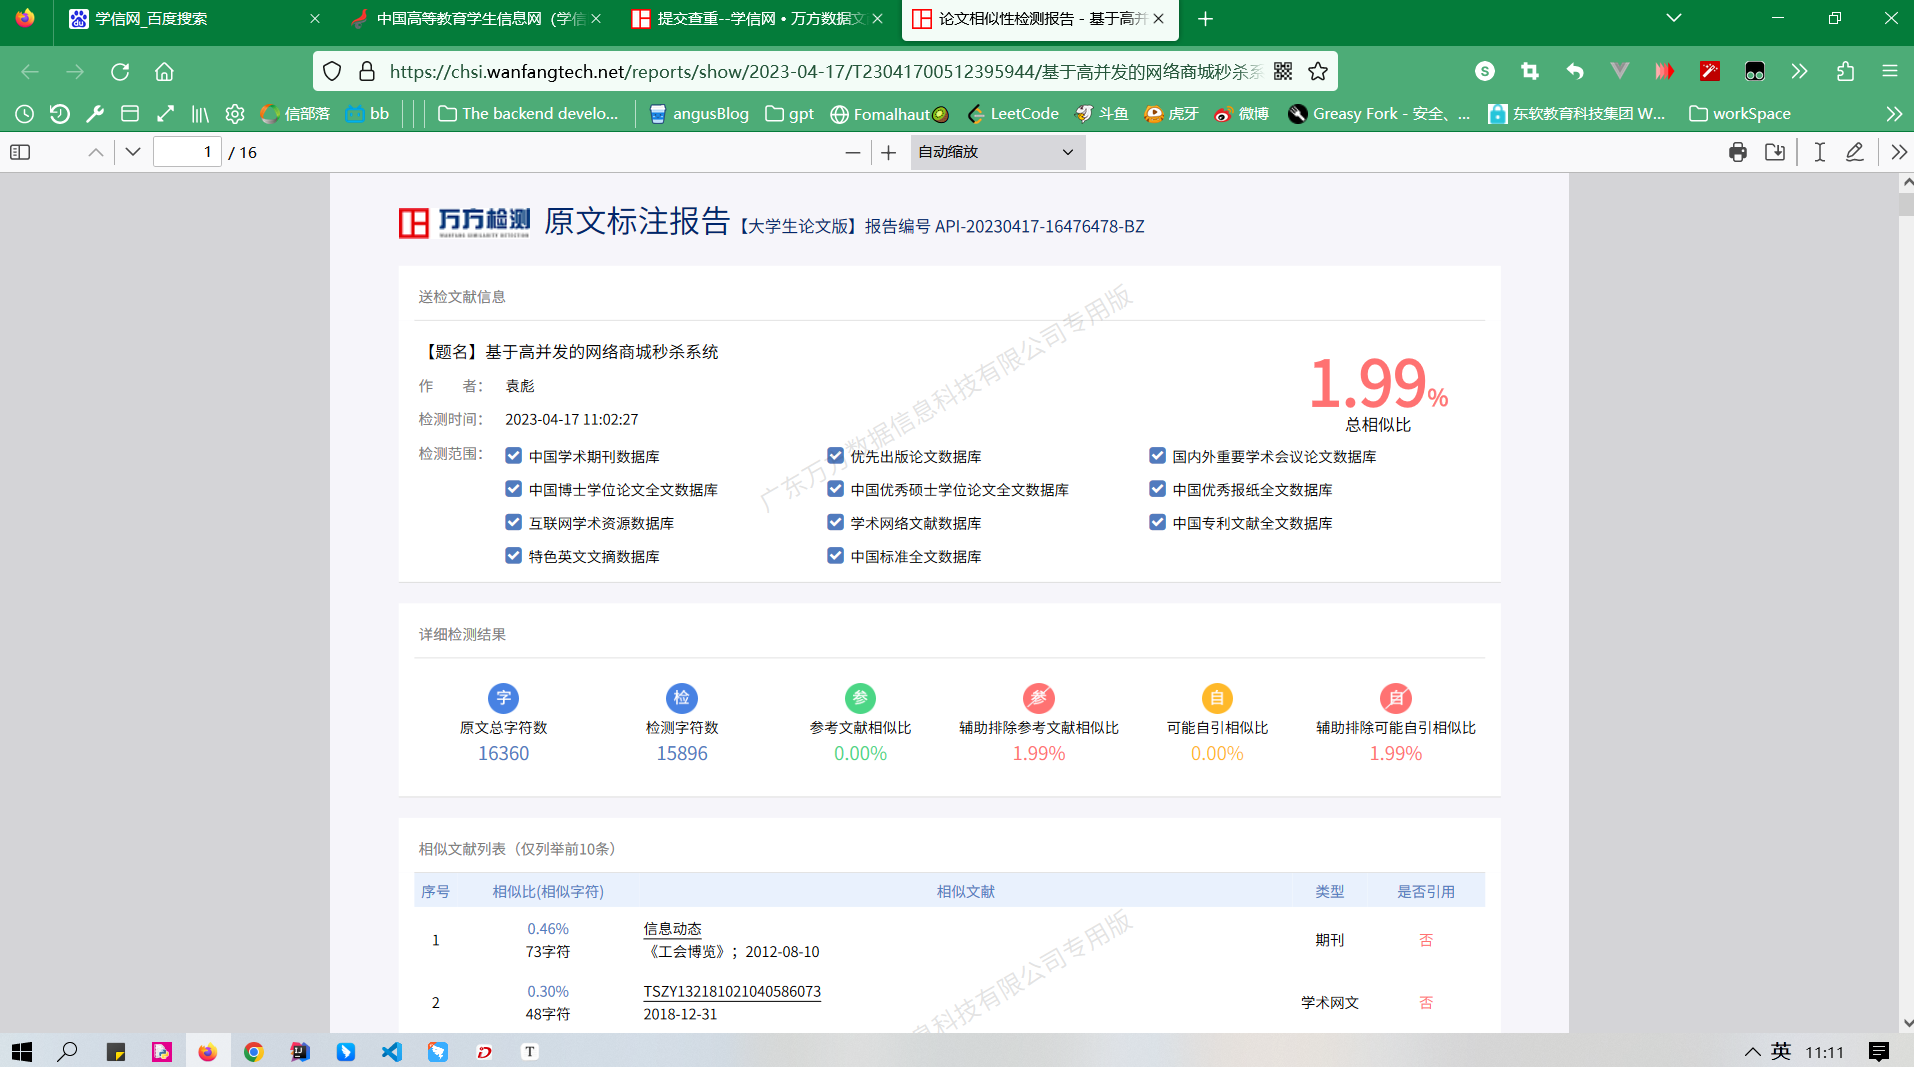 学信网_百度搜索
中国高等教育学生信息网（学信
提交查重--学信网 • 万方数据文
论文相似性检测报告 - 基于高并
https://chsi.wanfangtech.net/reports/show/2023-04-17/T23041700512395944/基于高并发的网络商城秒杀系
信部落
bb
The backend develo...
angusBlog
gpt
Fomalhaut🥝
LeetCode
斗鱼
虎牙
微博
Greasy Fork - 安全、...
东软教育科技集团 W...
workSpace
1 / 16
自动缩放
万方检测
WANFANG SIMILARITY DETECTION
原文标注报告【大学生论文版】报告编号 API-20230417-16476478-BZ
送检文献信息
【题名】基于高并发的网络商城秒杀系统
作 者： 袁彪
检测时间： 2023-04-17 11:02:27
1.99%
总相似比
检测范围：
中国学术期刊数据库
优先出版论文数据库
国内外重要学术会议论文数据库
中国博士学位论文全文数据库
中国优秀硕士学位论文全文数据库
中国优秀报纸全文数据库
互联网学术资源数据库
学术网络文献数据库
中国专利文献全文数据库
特色英文文摘数据库
中国标准全文数据库
广东万方数据信息科技有限公司专用版
详细检测结果
字 检 参 参 自 自
原文总字符数 检测字符数 参考文献相似比 辅助排除参考文献相似比 可能自引相似比 辅助排除可能自引相似比
16360 15896 0.00% 1.99% 0.00% 1.99%
相似文献列表（仅列举前10条）
序号 相似比(相似字符) 相似文献 类型 是否引用
1 0.46% 信息动态 期刊 否
73字符 《工会博览》；2012-08-10
2 0.30% TSZY132181021040586073 学术网文 否
48字符 2018-12-31
息科技有限公司专用版
英 11:11